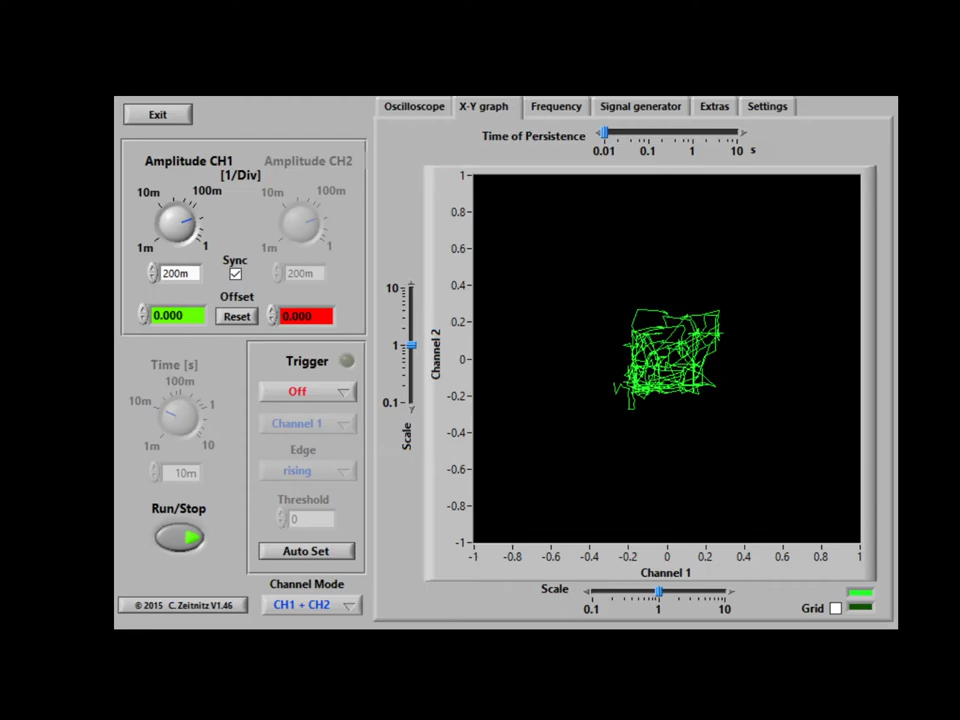 Exit
Oscilloscope
X-Y graph
Frequency
Signal generator
Extras
Settings
Time of Persistence
0.01 0.1 1 10 s
Amplitude CH1
Amplitude CH2
[1/Div]
10m 100m
1m 1
10m 100m
1m 1
Sync
200m
200m
Offset
0.000
Reset
0.000
Time [s]
100m
10m 1
1m 10
10m
Run/Stop
© 2015 C. Zeitnitz V1.46
Trigger
Off
Channel 1
Edge
rising
Threshold
0
Auto Set
Channel Mode
CH1 + CH2
10
1
0.1
Scale
Channel 2
1
0.8
0.6
0.4
0.2
0
-0.2
-0.4
-0.6
-0.8
-1
-1 -0.8 -0.6 -0.4 -0.2 0 0.2 0.4 0.6 0.8 1
Channel 1
Scale
0.1 1 10
Grid